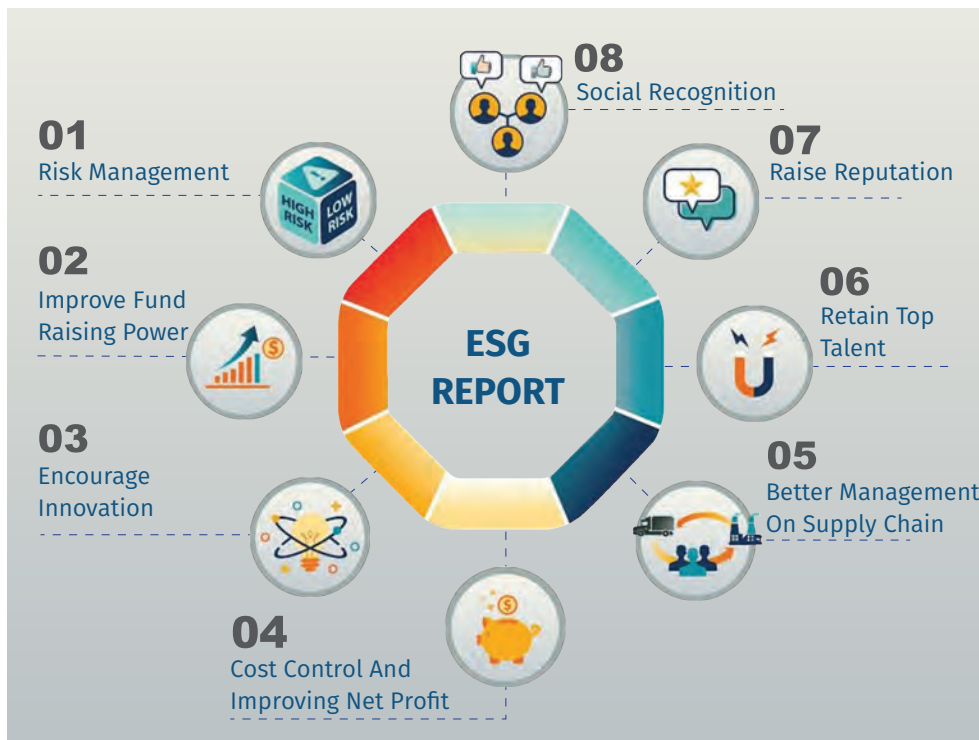 01
Risk Management
HIGH
RISK
LOW
RISK
02
Improve Fund
Raising Power
$
03
Encourage
Innovation
04
Cost Control And
Improving Net Profit
$
05
Better Management
On Supply Chain
06
Retain Top
Talent
07
Raise Reputation
08
Social Recognition
ESG
REPORT